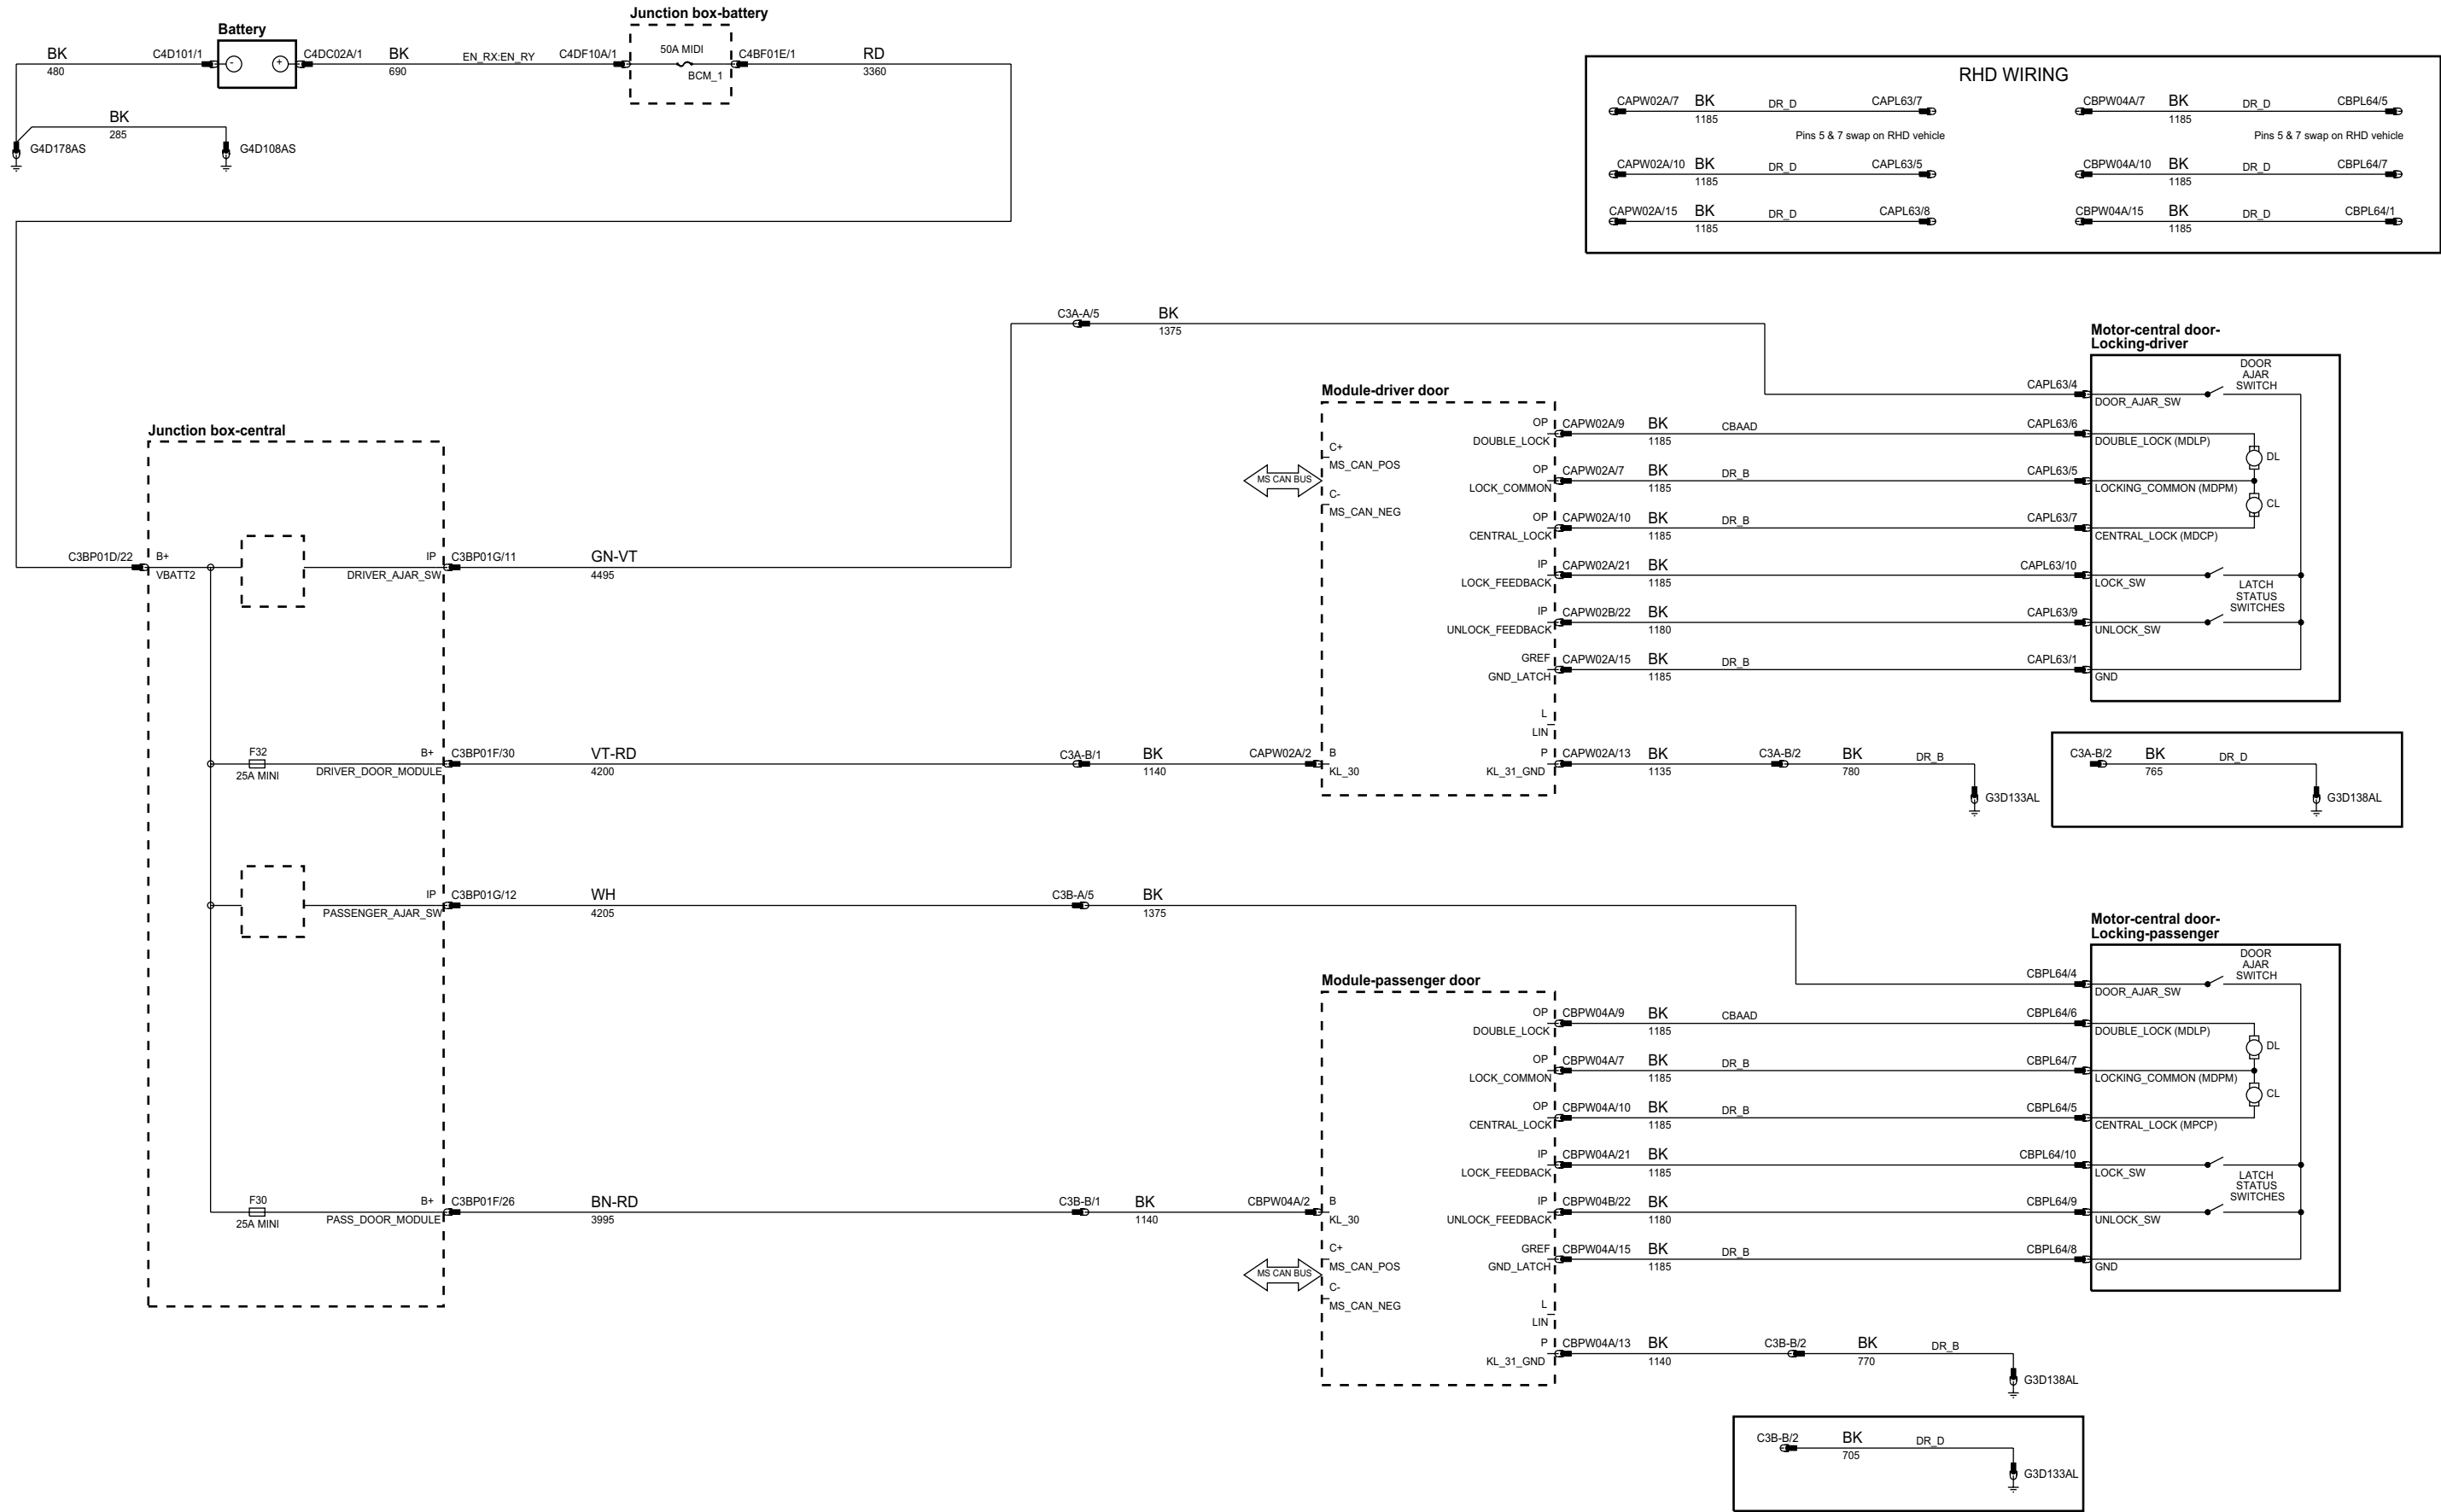 Junction box-battery
Battery
BK
480
C4D101/1
-
+
C4DC02A/1
BK
690
EN_RX:EN_RY
C4DF10A/1
50A MIDI
BCM_1
C4BF01E/1
RD
3360
BK
285
G4D178AS
G4D108AS
RHD WIRING
CAPW02A/7
BK
1185
DR_D
CAPL63/7
CBPW04A/7
BK
1185
DR_D
CBPL64/5
Pins 5 & 7 swap on RHD vehicle
Pins 5 & 7 swap on RHD vehicle
CAPW02A/10
BK
1185
DR_D
CAPL63/5
CBPW04A/10
BK
1185
DR_D
CBPL64/7
CAPW02A/15
BK
1185
DR_D
CAPL63/8
CBPW04A/15
BK
1185
DR_D
CBPL64/1
C3A-A/5
BK
1375
Motor-central door-
Locking-driver
DOOR
AJAR
SWITCH
CAPL63/4
DOOR_AJAR_SW
Module-driver door
OP
DOUBLE_LOCK
CAPW02A/9
BK
1185
CBAAD
CAPL63/6
DOUBLE_LOCK (MDLP)
DL
C+
MS_CAN_POS
MS CAN BUS
C-
MS_CAN_NEG
OP
LOCK_COMMON
CAPW02A/7
BK
1185
DR_B
CAPL63/5
LOCKING_COMMON (MDPM)
CL
OP
CENTRAL_LOCK
CAPW02A/10
BK
1185
DR_B
CAPL63/7
CENTRAL_LOCK (MDCP)
IP
LOCK_FEEDBACK
CAPW02A/21
BK
1185
CAPL63/10
LOCK_SW
LATCH
STATUS
SWITCHES
IP
UNLOCK_FEEDBACK
CAPW02B/22
BK
1180
CAPL63/9
UNLOCK_SW
GREF
GND_LATCH
CAPW02A/15
BK
1185
DR_B
CAPL63/1
GND
L
LIN
Junction box-central
C3BP01D/22
B+
VBATT2
IP
DRIVER_AJAR_SW
C3BP01G/11
GN-VT
4495
F32
25A MINI
B+
DRIVER_DOOR_MODULE
C3BP01F/30
VT-RD
4200
C3A-B/1
BK
1140
CAPW02A/2
B
KL_30
P
KL_31_GND
CAPW02A/13
BK
1135
C3A-B/2
BK
780
DR_B
G3D133AL
C3A-B/2
BK
765
DR_D
G3D138AL
IP
PASSENGER_AJAR_SW
C3BP01G/12
WH
4205
C3B-A/5
BK
1375
Motor-central door-
Locking-passenger
DOOR
AJAR
SWITCH
CBPL64/4
DOOR_AJAR_SW
Module-passenger door
OP
DOUBLE_LOCK
CBPW04A/9
BK
1185
CBAAD
CBPL64/6
DOUBLE_LOCK (MDLP)
DL
OP
LOCK_COMMON
CBPW04A/7
BK
1185
DR_B
CBPL64/7
LOCKING_COMMON (MDPM)
CL
OP
CENTRAL_LOCK
CBPW04A/10
BK
1185
DR_B
CBPL64/5
CENTRAL_LOCK (MPCP)
IP
LOCK_FEEDBACK
CBPW04A/21
BK
1185
CBPL64/10
LOCK_SW
LATCH
STATUS
SWITCHES
F30
25A MINI
B+
PASS_DOOR_MODULE
C3BP01F/26
BN-RD
3995
C3B-B/1
BK
1140
CBPW04A/2
B
KL_30
IP
UNLOCK_FEEDBACK
CBPW04B/22
BK
1180
CBPL64/9
UNLOCK_SW
C+
MS_CAN_POS
MS CAN BUS
C-
MS_CAN_NEG
GREF
GND_LATCH
CBPW04A/15
BK
1185
DR_B
CBPL64/8
GND
L
LIN
P
KL_31_GND
CBPW04A/13
BK
1140
C3B-B/2
BK
770
DR_B
G3D138AL
C3B-B/2
BK
705
DR_D
G3D133AL